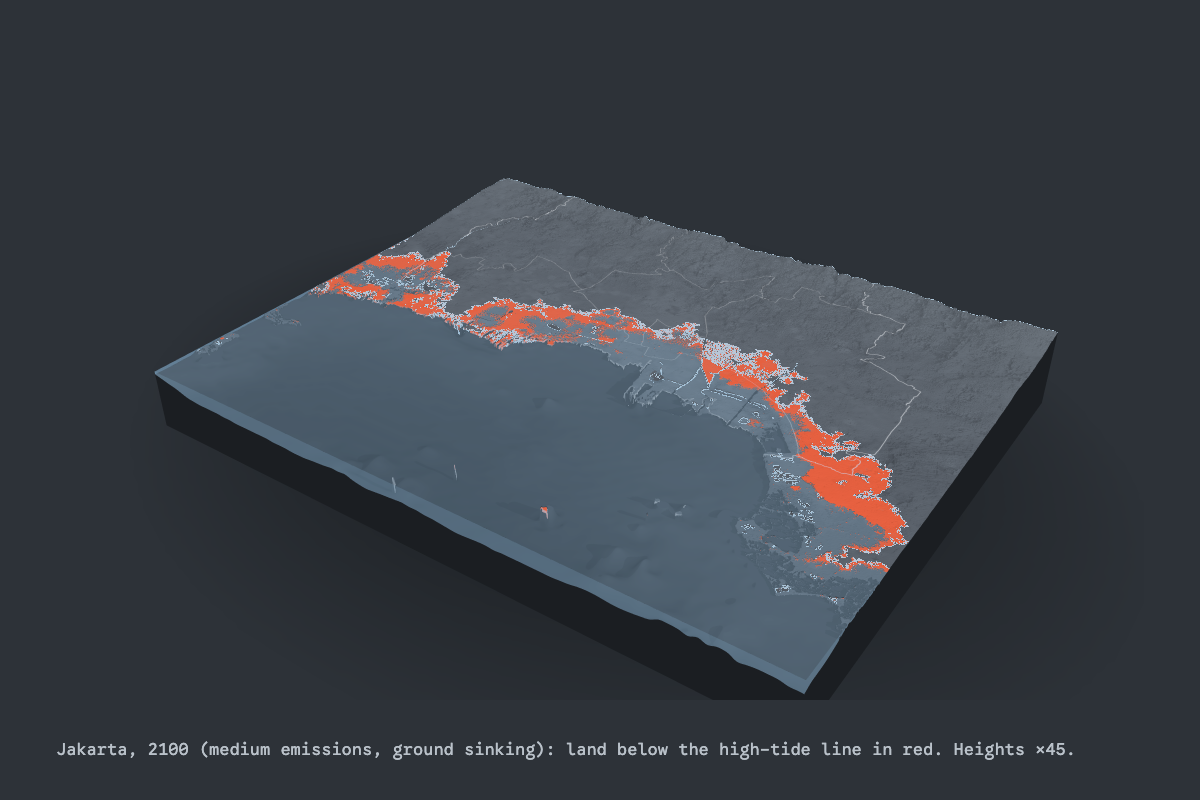 Jakarta, 2100 (medium emissions, ground sinking): land below the high-tide line in red. Heights ×45.